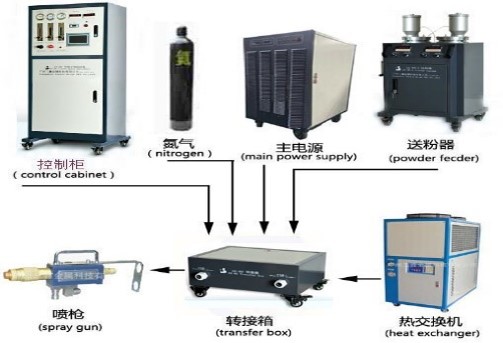 氮
控制柜
( control cabinet )
氮气
( nitrogen )
主电源
(main power supply)
送粉器
(powder fecder)
喷枪
(spray gun)
转接箱
(transfer box)
热交换机
(heat exchanger)